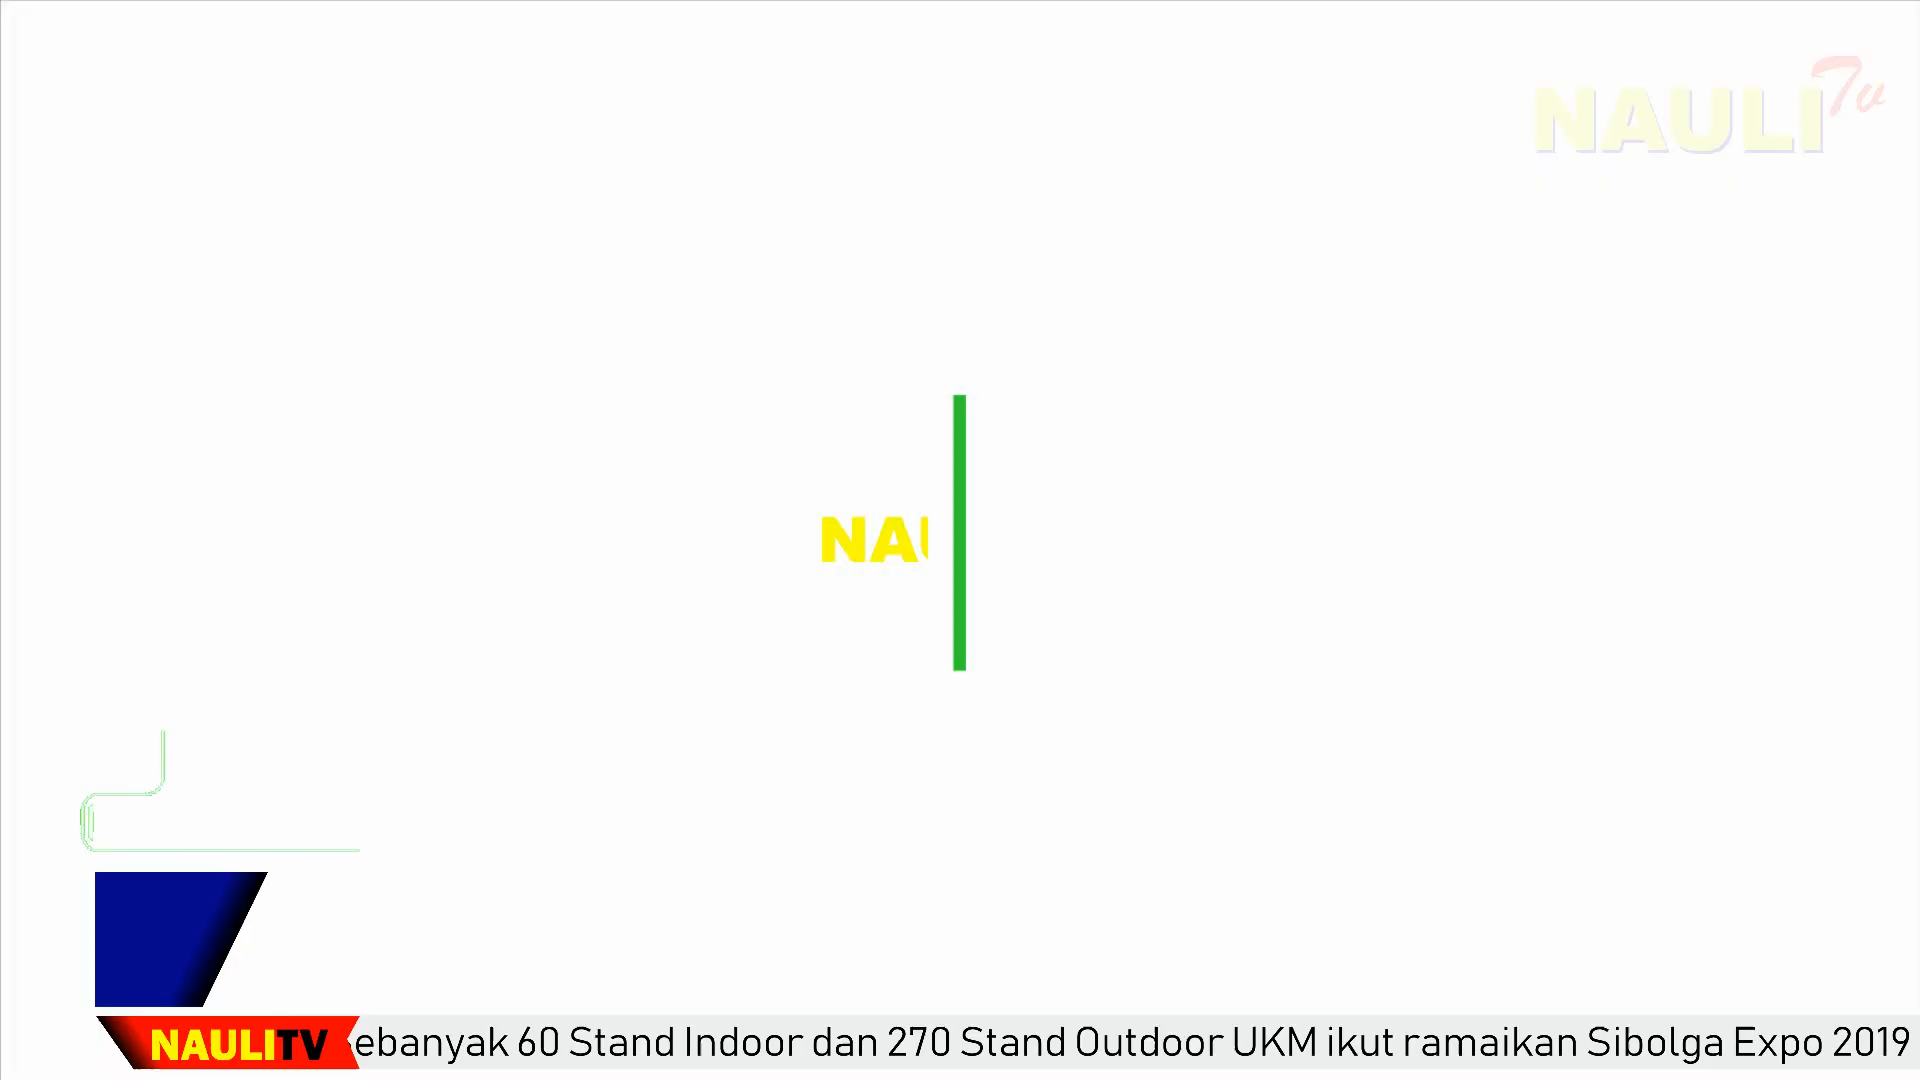 NAULI Tv
NAU
NAULITV
ebanyak 60 Stand Indoor dan 270 Stand Outdoor UKM ikut ramaikan Sibolga Expo 2019